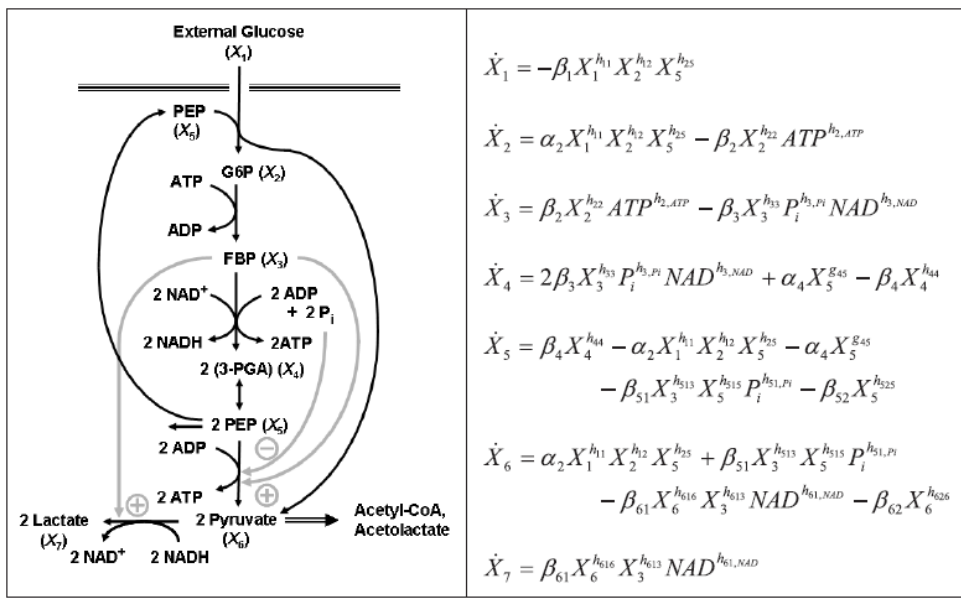 External Glucose
(X₁)
PEP
(X₅)
G6P (X₂)
ATP
ADP
FBP (X₃)
2 NAD⁺
2 ADP
+ 2 Pᵢ
2 NADH
2ATP
2 (3-PGA) (X₄)
2 PEP (X₅)
2 ADP
−
2 ATP
+
+
2 Lactate
(X₇)
2 Pyruvate
(X₆)
Acetyl-CoA,
Acetolactate
2 NAD⁺
2 NADH
Ẋ₁ = −β₁X₁^{h₁₁}X₂^{h₁₂}X₅^{h₂₅}
Ẋ₂ = α₂X₁^{h₁₁}X₂^{h₁₂}X₅^{h₂₅} − β₂X₂^{h₂₂}ATP^{h₂,ATP}
Ẋ₃ = β₂X₂^{h₂₂}ATP^{h₂,ATP} − β₃X₃^{h₃₃}Pᵢ^{h₃,Pi}NAD^{h₃,NAD}
Ẋ₄ = 2β₃X₃^{h₃₃}Pᵢ^{h₃,Pi}NAD^{h₃,NAD} + α₄X₅^{g₄₅} − β₄X₄^{h₄₄}
Ẋ₅ = β₄X₄^{h₄₄} − α₂X₁^{h₁₁}X₂^{h₁₂}X₅^{h₂₅} − α₄X₅^{g₄₅}
− β₅₁X₃^{h₅₁₃}X₅^{h₅₁₅}Pᵢ^{h₅₁,Pi} − β₅₂X₅^{h₅₂₅}
Ẋ₆ = α₂X₁^{h₁₁}X₂^{h₁₂}X₅^{h₂₅} + β₅₁X₃^{h₅₁₃}X₅^{h₅₁₅}Pᵢ^{h₅₁,Pi}
− β₆₁X₆^{h₆₁₆}X₃^{h₆₁₃}NAD^{h₆₁,NAD} − β₆₂X₆^{h₆₂₆}
Ẋ₇ = β₆₁X₆^{h₆₁₆}X₃^{h₆₁₃}NAD^{h₆₁,NAD}